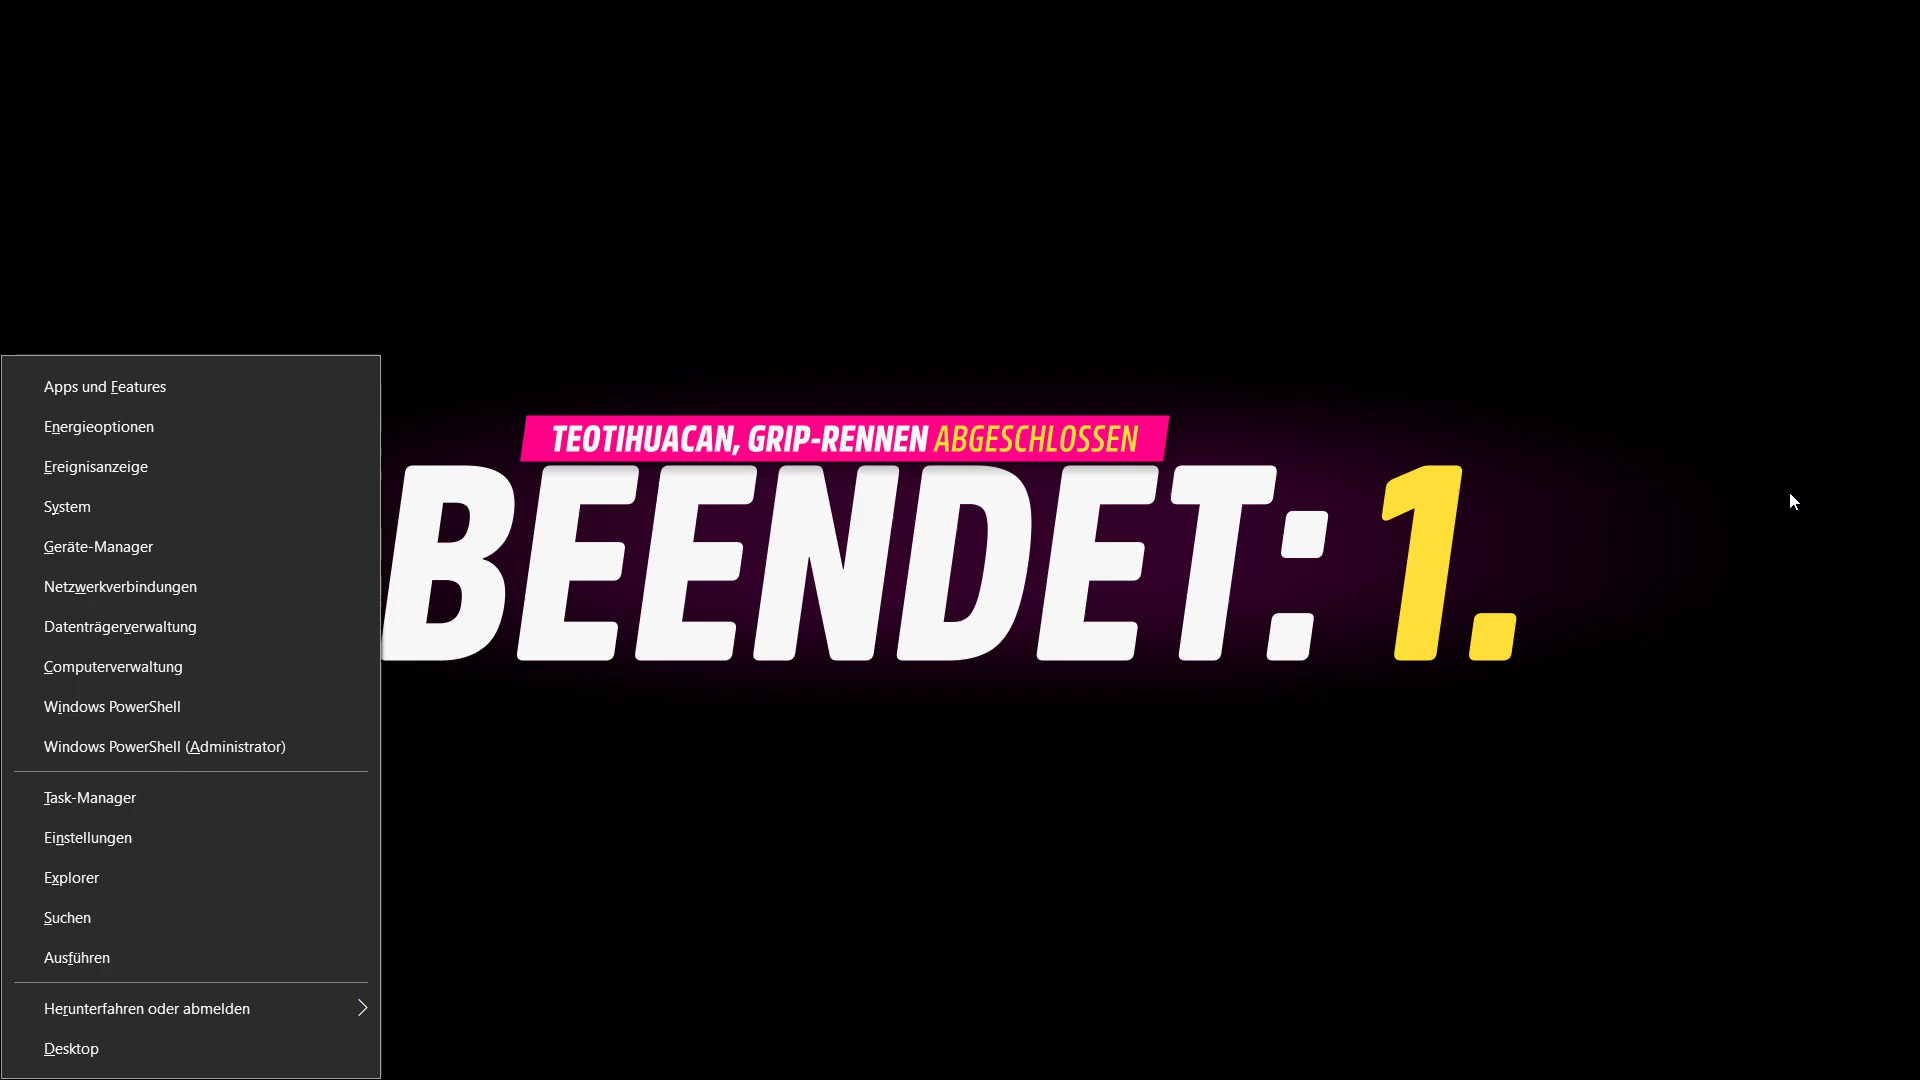 Apps und Features
Energieoptionen
Ereignisanzeige
System
Geräte-Manager
Netzwerkverbindungen
Datenträgerverwaltung
Computerverwaltung
Windows PowerShell
Windows PowerShell (Administrator)
Task-Manager
Einstellungen
Explorer
Suchen
Ausführen
Herunterfahren oder abmelden
Desktop
TEOTIHUACAN, GRIP-RENNEN ABGESCHLOSSEN
BEENDET: 1.